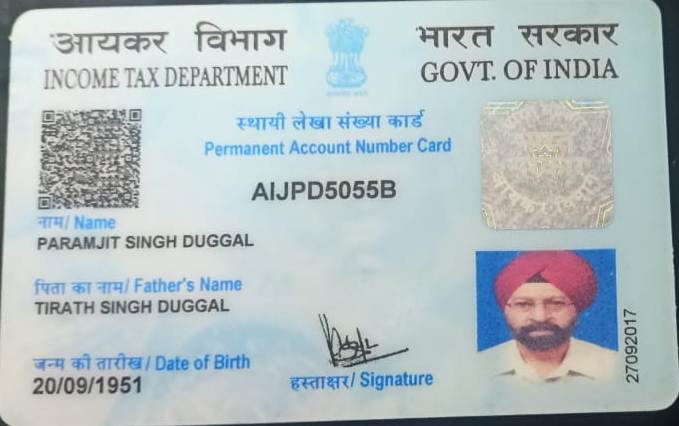 आयकर विभाग
INCOME TAX DEPARTMENT
भारत सरकार
GOVT. OF INDIA
स्थायी लेखा संख्या कार्ड
Permanent Account Number Card
AIJPD5055B
नाम/ Name
PARAMJIT SINGH DUGGAL
पिता का नाम/ Father's Name
TIRATH SINGH DUGGAL
जन्म की तारीख/ Date of Birth
20/09/1951
हस्ताक्षर/ Signature
27092017